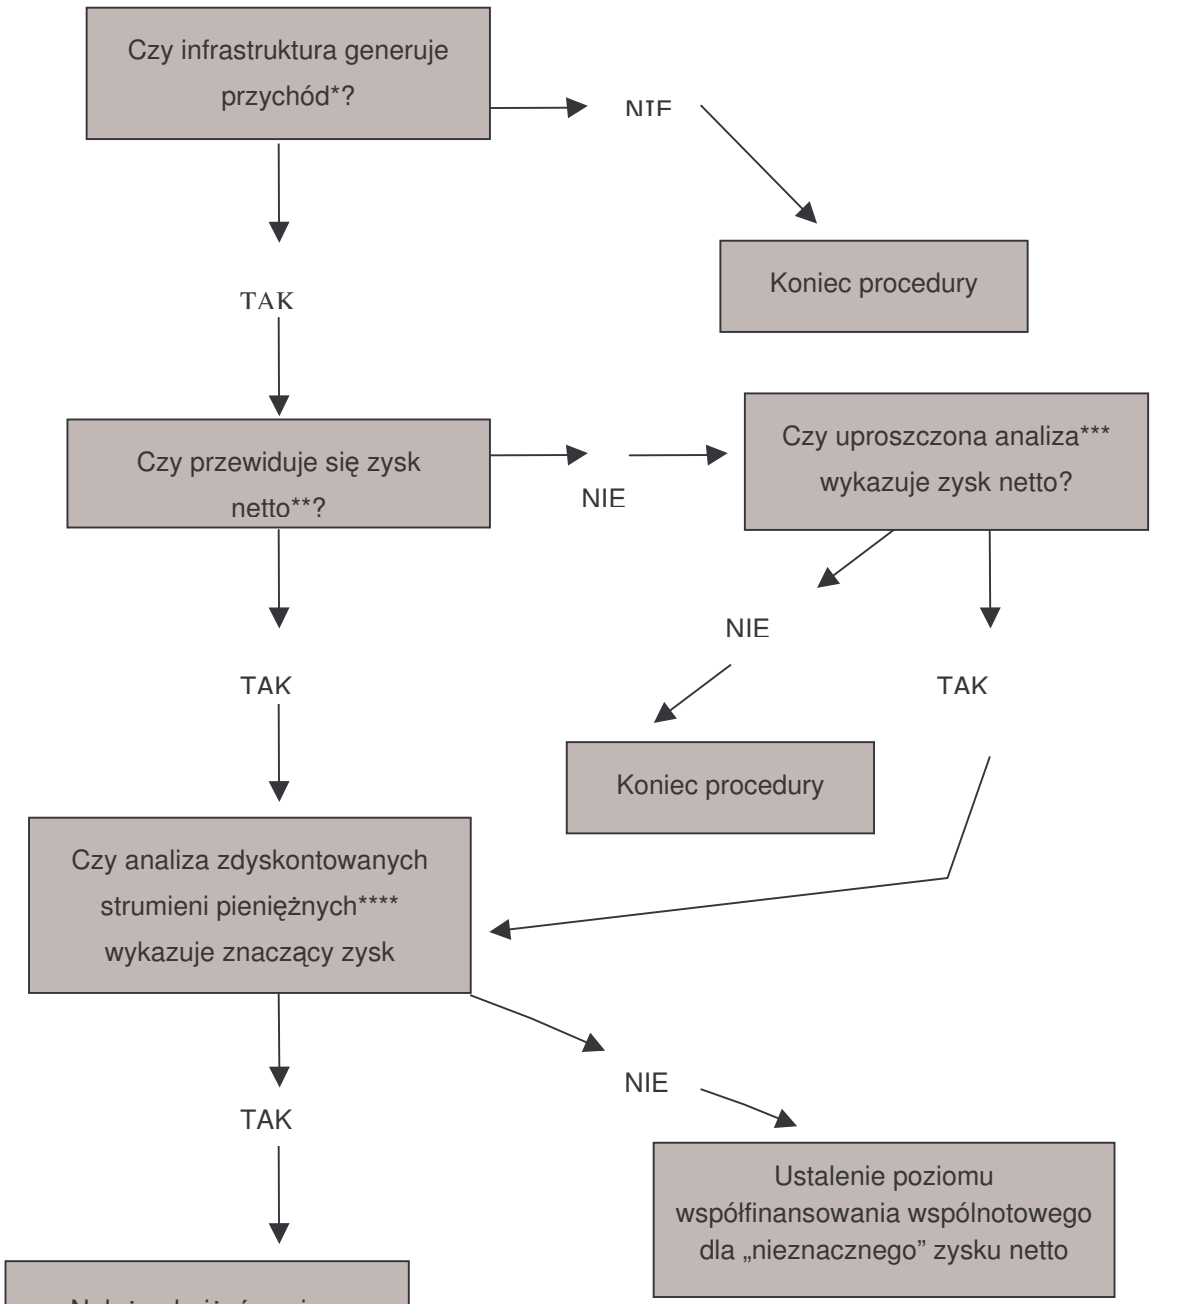 Czy infrastruktura generuje
przychód*?
NIE
Koniec procedury
TAK
Czy przewiduje się zysk
netto**?
NIE
Czy uproszczona analiza***
wykazuje zysk netto?
NIE
TAK
TAK
Koniec procedury
Czy analiza zdyskontowanych
strumieni pieniężnych****
wykazuje znaczący zysk
NIE
TAK
Ustalenie poziomu
współfinansowania wspólnotowego
dla „nieznacznego” zysku netto